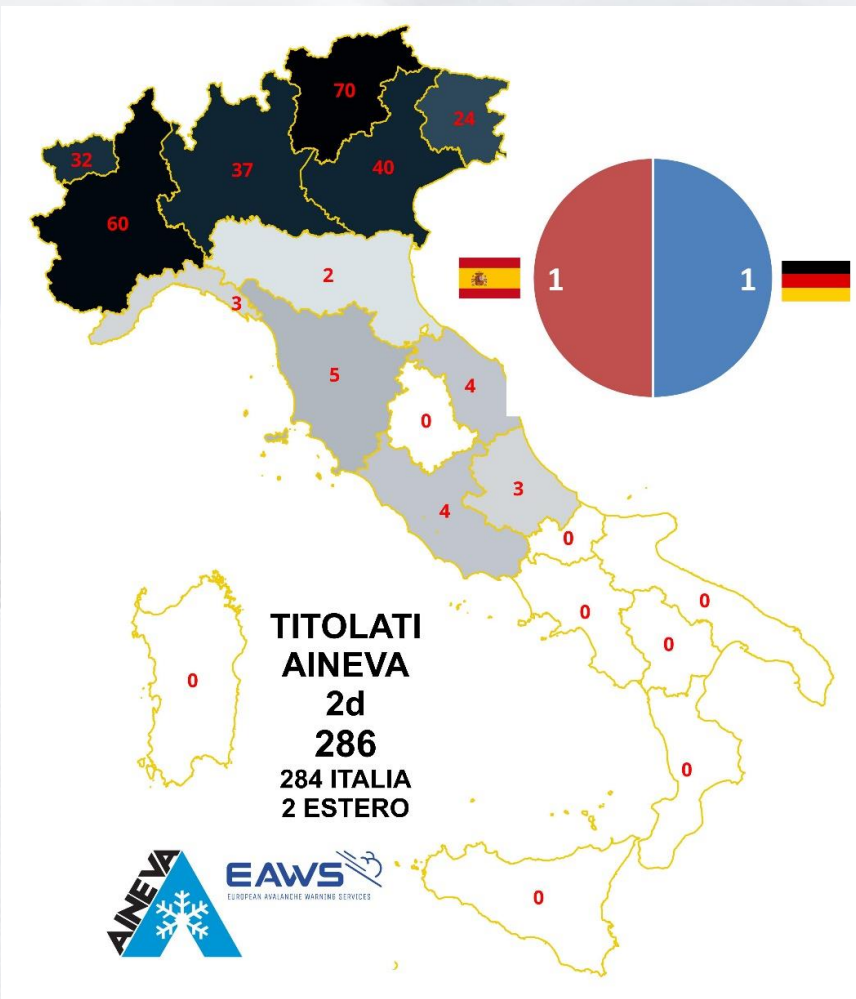 70
24
32
37
40
60
2
1
1
3
5
4
0
3
4
0
0
0
0
0
0
0
TITOLATI
AINEVA
2d
286
284 ITALIA
2 ESTERO
AINEVA
EAWS
EUROPEAN AVALANCHE WARNING SERVICES